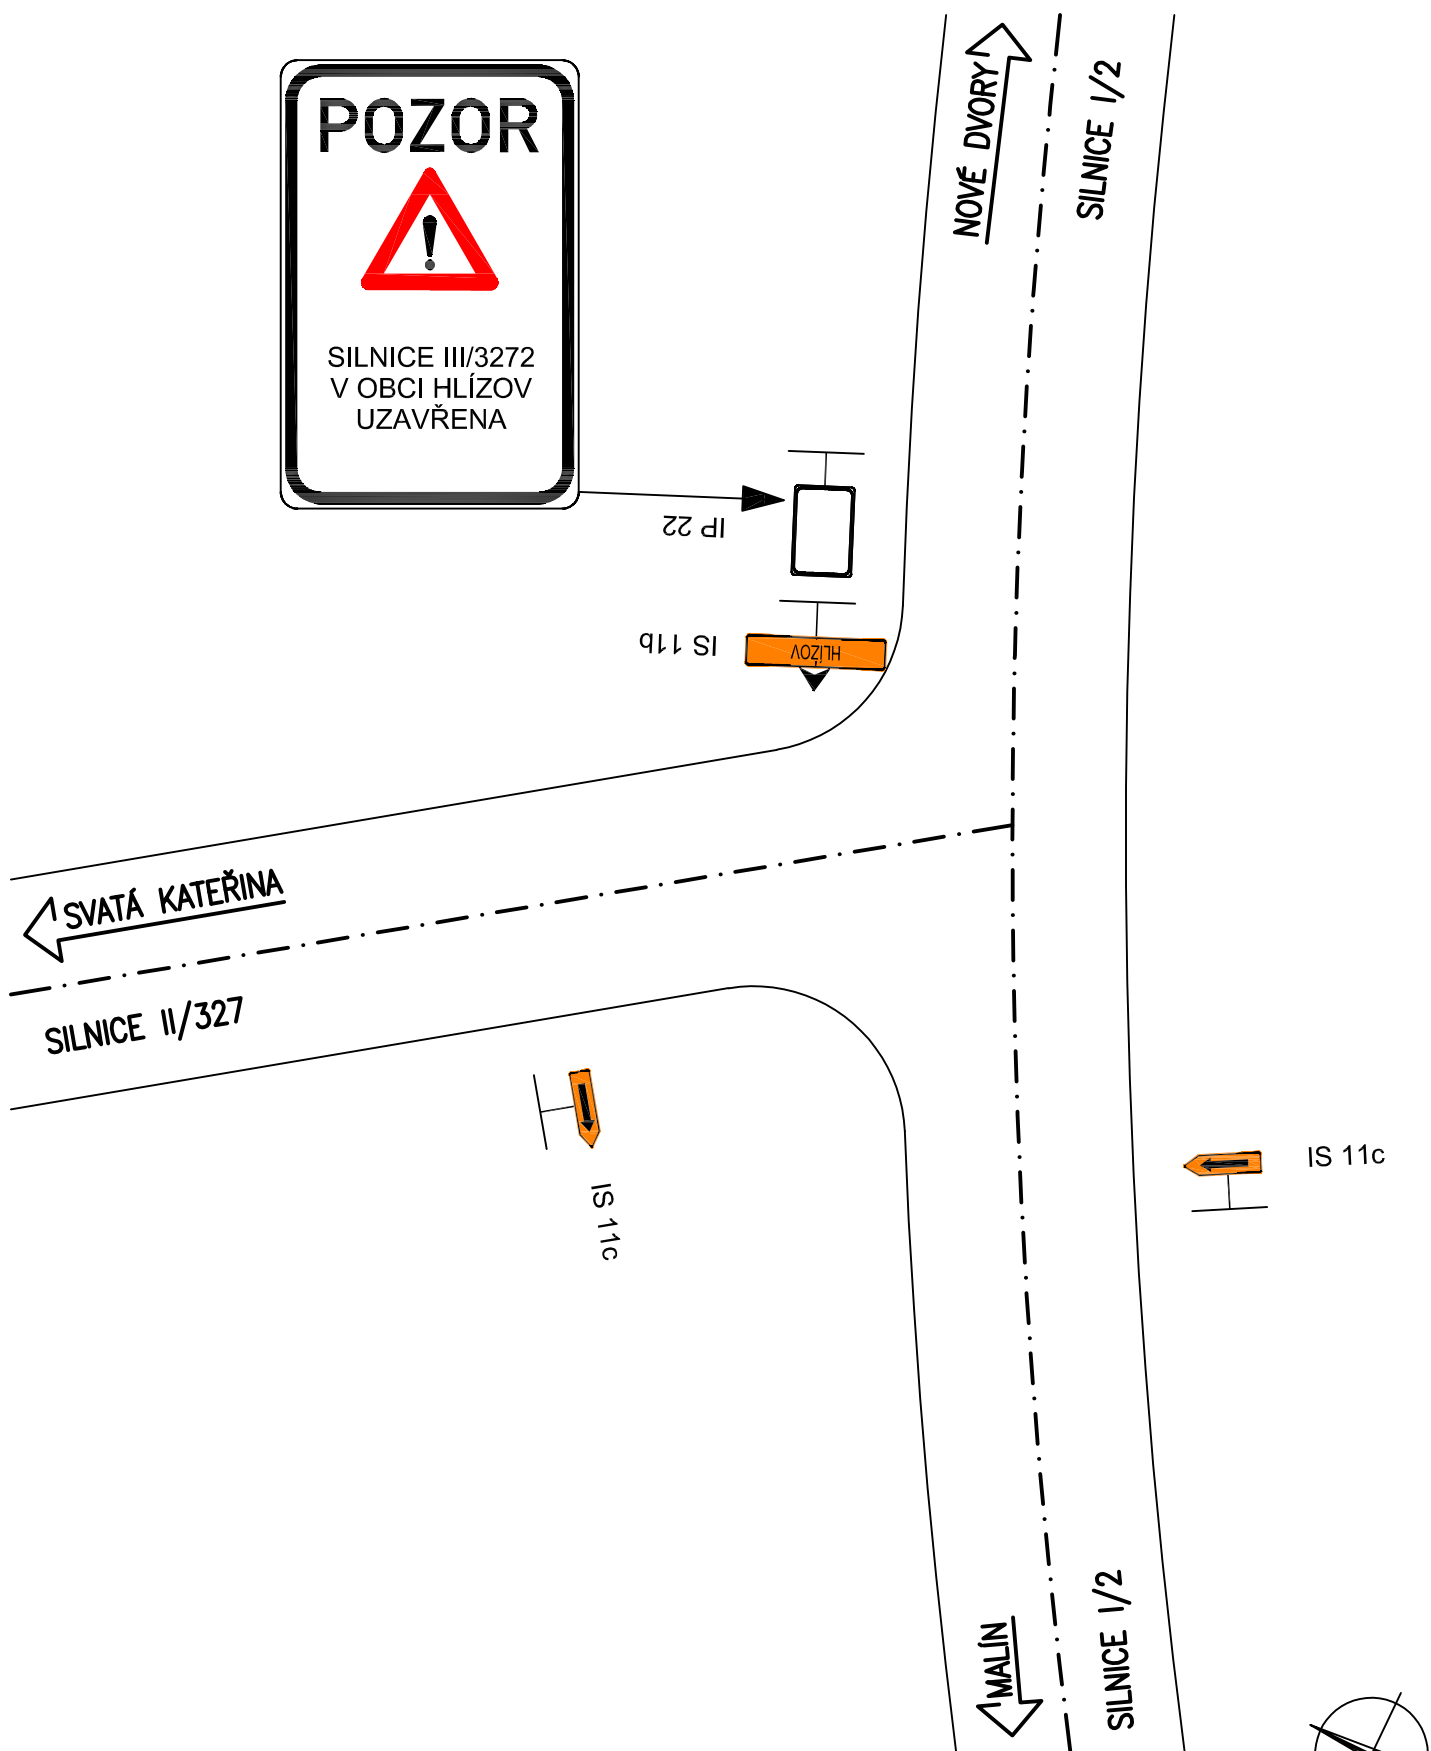 POZOR
!
SILNICE III/3272
V OBCI HLÍZOV
UZAVŘENA
NOVÉ DVORY
SILNICE I/2
IP 22
IS 11b
HLÍZOV
SVATÁ KATEŘINA
SILNICE II/327
IS 11c
IS 11c
MALÍN
SILNICE I/2